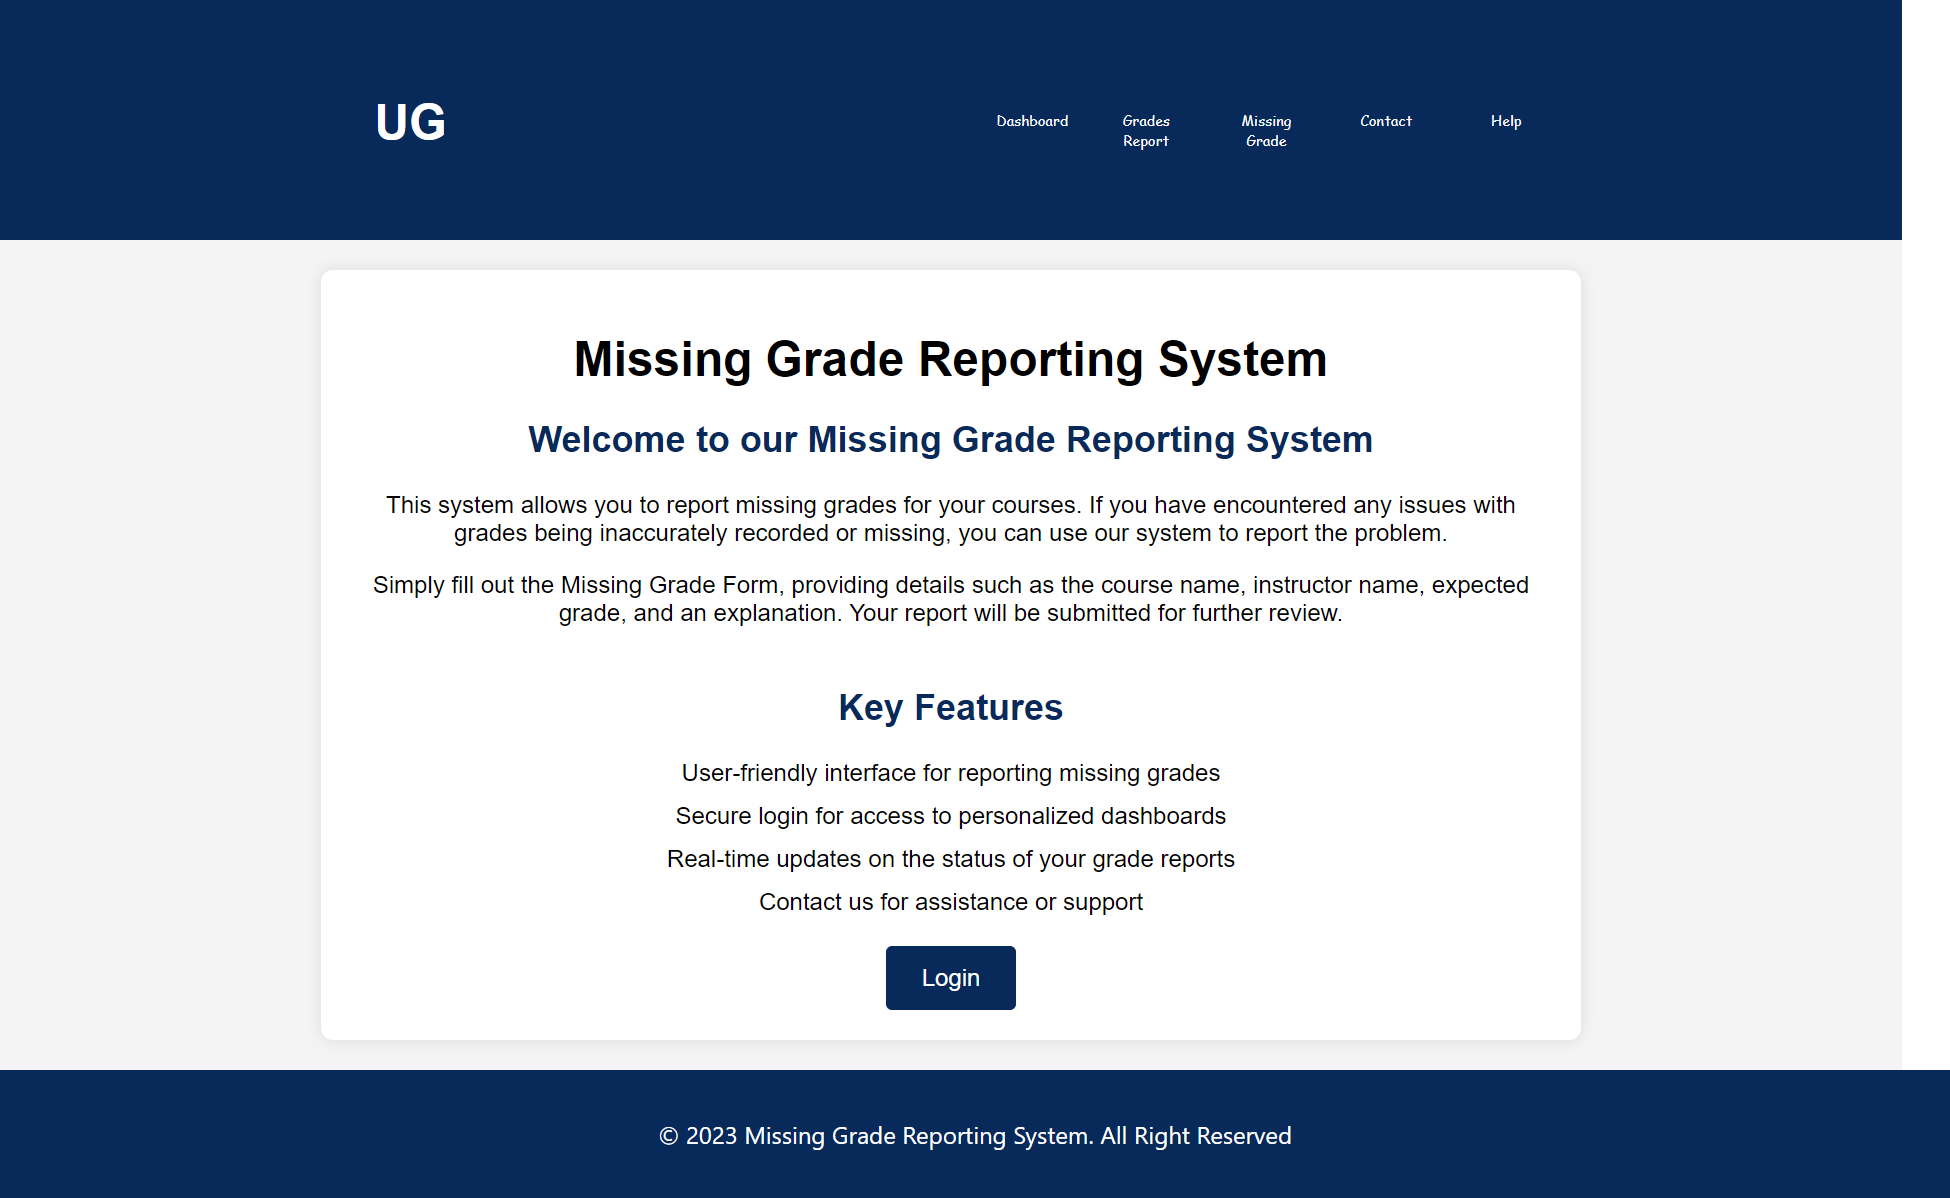 UG
Dashboard
Grades
Report
Missing
Grade
Contact
Help
Missing Grade Reporting System
Welcome to our Missing Grade Reporting System
This system allows you to report missing grades for your courses. If you have encountered any issues with
grades being inaccurately recorded or missing, you can use our system to report the problem.
Simply fill out the Missing Grade Form, providing details such as the course name, instructor name, expected
grade, and an explanation. Your report will be submitted for further review.
Key Features
User-friendly interface for reporting missing grades
Secure login for access to personalized dashboards
Real-time updates on the status of your grade reports
Contact us for assistance or support
Login
© 2023 Missing Grade Reporting System. All Right Reserved